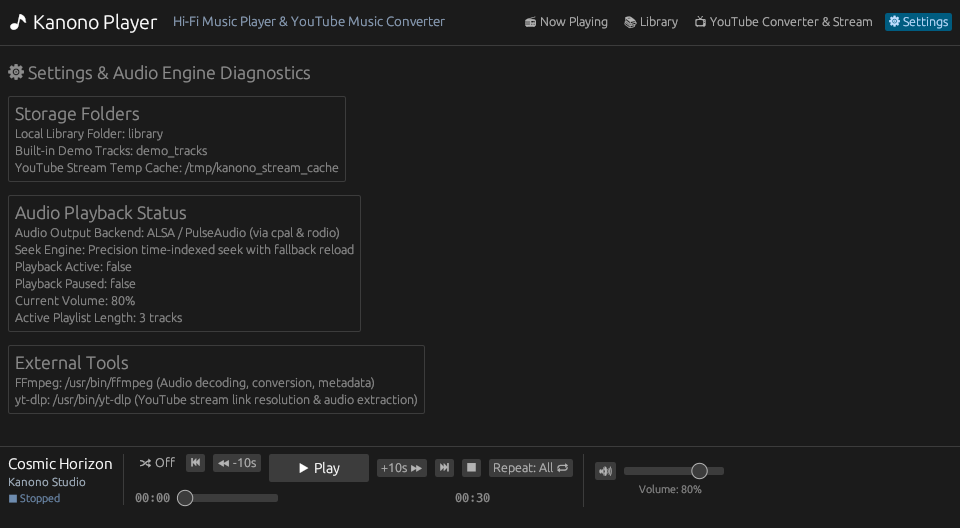 Kanono Player
Hi-Fi Music Player & YouTube Music Converter
Now Playing
Library
YouTube Converter & Stream
Settings
Settings & Audio Engine Diagnostics
Storage Folders
Local Library Folder: library
Built-in Demo Tracks: demo_tracks
YouTube Stream Temp Cache: /tmp/kanono_stream_cache
Audio Playback Status
Audio Output Backend: ALSA / PulseAudio (via cpal & rodio)
Seek Engine: Precision time-indexed seek with fallback reload
Playback Active: false
Playback Paused: false
Current Volume: 80%
Active Playlist Length: 3 tracks
External Tools
FFmpeg: /usr/bin/ffmpeg (Audio decoding, conversion, metadata)
yt-dlp: /usr/bin/yt-dlp (YouTube stream link resolution & audio extraction)
Cosmic Horizon
Kanono Studio
Stopped
Off
-10s
Play
+10s
Repeat: All
00:00
00:30
Volume: 80%